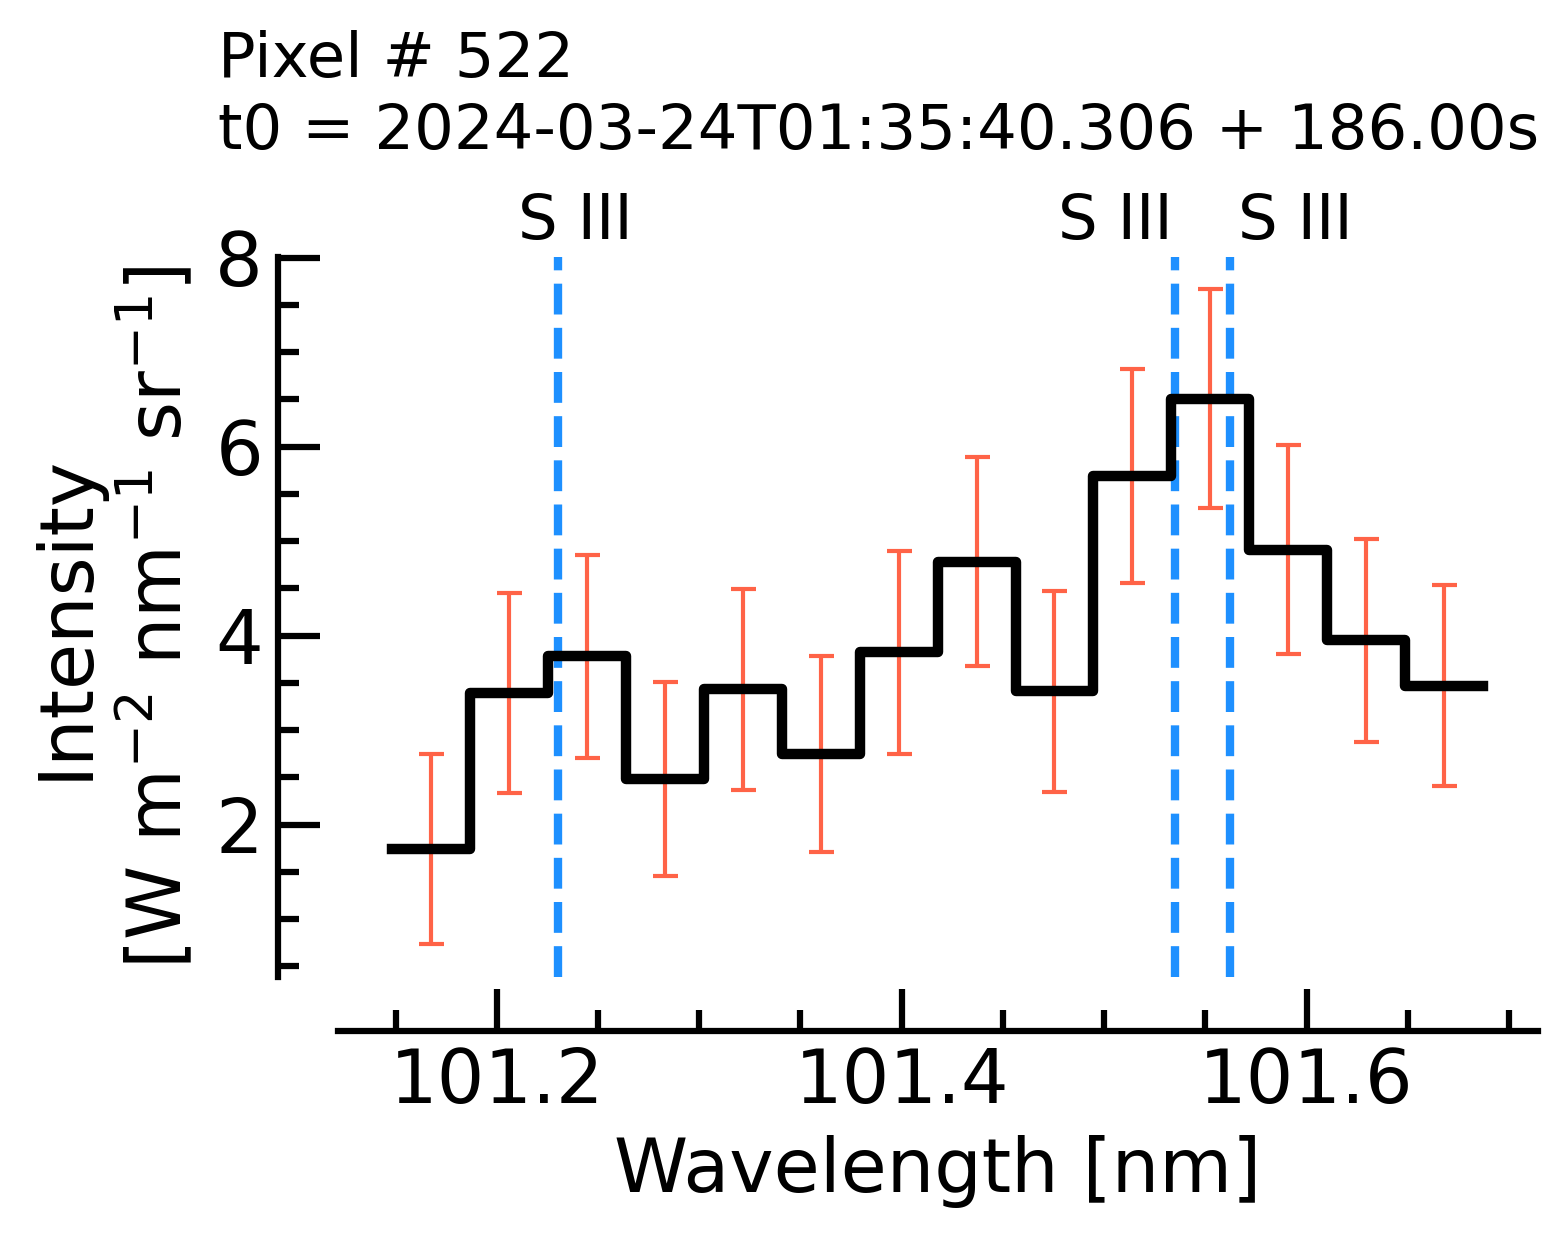 Pixel # 522
t0 = 2024-03-24T01:35:40.306 + 186.00s
S III S III S III
Intensity
[W m⁻² nm⁻¹ sr⁻¹]
8
6
4
2
101.2 101.4 101.6
Wavelength [nm]